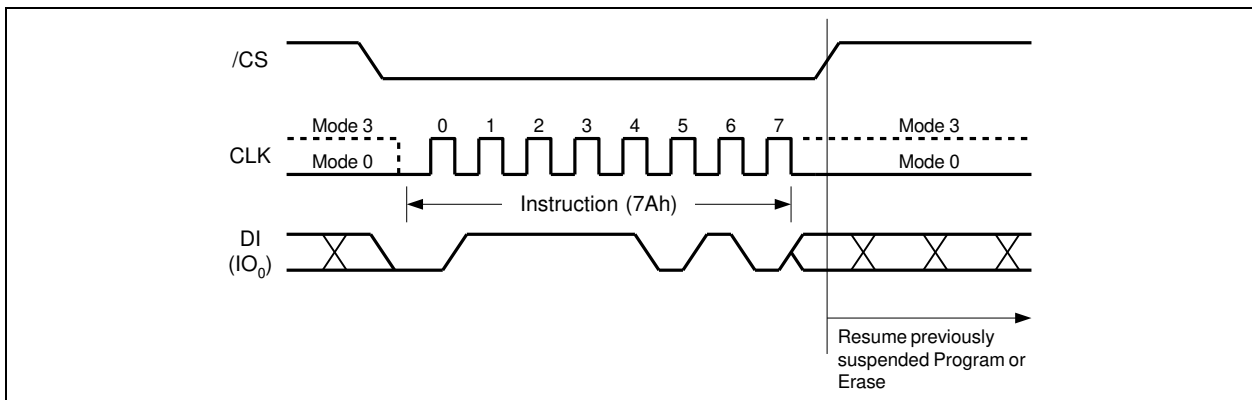 /CS
Mode 3
0 1 2 3 4 5 6 7
Mode 3
CLK
Mode 0
Mode 0
Instruction (7Ah)
DI
(IO0)
Resume previously
suspended Program or
Erase